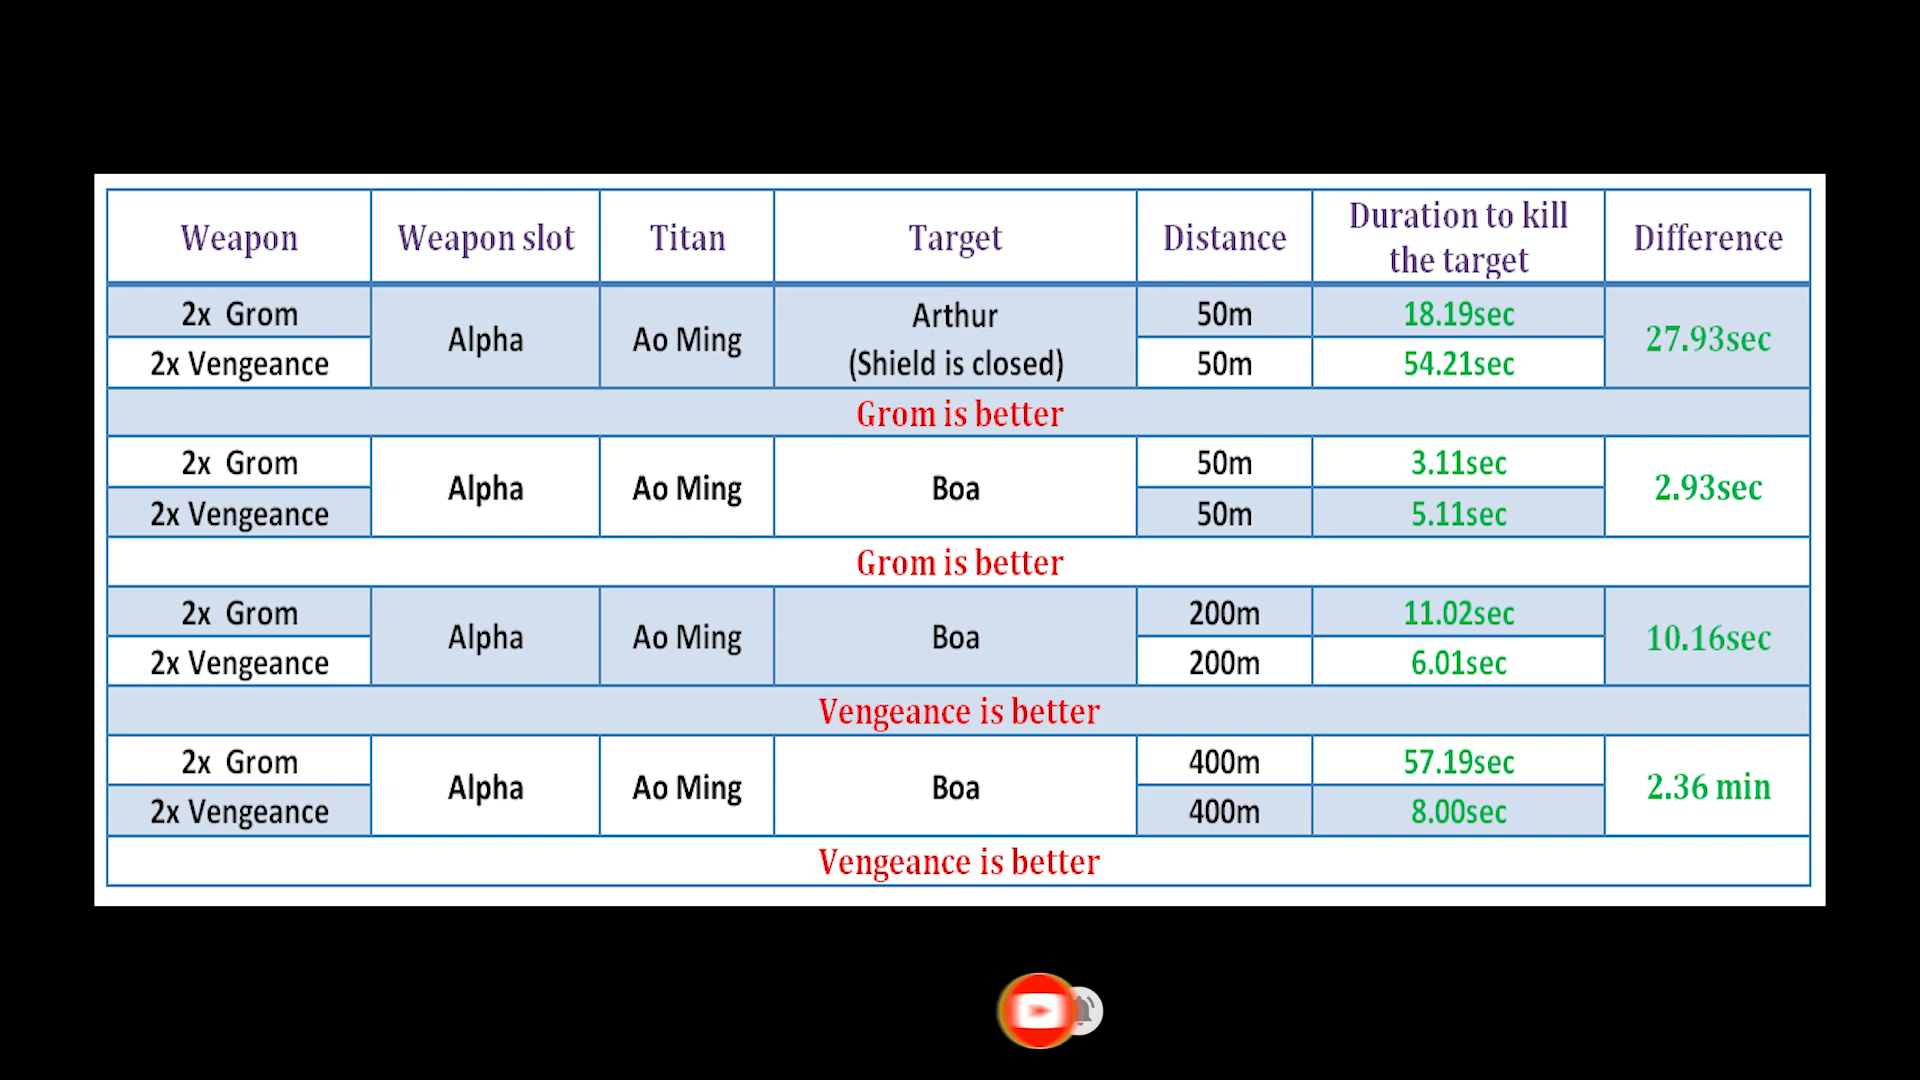 Weapon
Weapon slot
Titan
Target
Distance
Duration to kill
the target
Difference
2x Grom
Alpha
Ao Ming
Arthur
(Shield is closed)
50m
18.19sec
27.93sec
2x Vengeance
50m
54.21sec
Grom is better
2x Grom
Alpha
Ao Ming
Boa
50m
3.11sec
2.93sec
2x Vengeance
50m
5.11sec
Grom is better
2x Grom
Alpha
Ao Ming
Boa
200m
11.02sec
10.16sec
2x Vengeance
200m
6.01sec
Vengeance is better
2x Grom
Alpha
Ao Ming
Boa
400m
57.19sec
2.36 min
2x Vengeance
400m
8.00sec
Vengeance is better